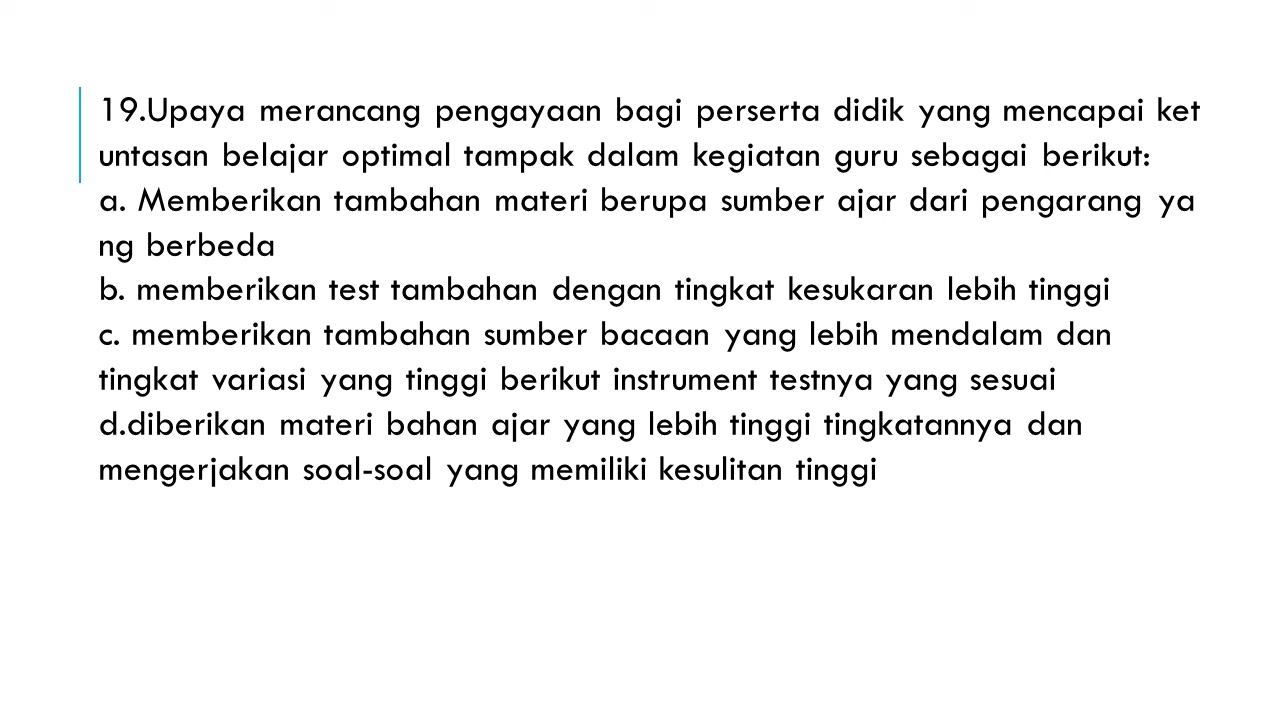 19.Upaya merancang pengayaan bagi perserta didik yang mencapai ket
untasan belajar optimal tampak dalam kegiatan guru sebagai berikut:
a. Memberikan tambahan materi berupa sumber ajar dari pengarang ya
ng berbeda
b. memberikan test tambahan dengan tingkat kesukaran lebih tinggi
c. memberikan tambahan sumber bacaan yang lebih mendalam dan
tingkat variasi yang tinggi berikut instrument testnya yang sesuai
d.diberikan materi bahan ajar yang lebih tinggi tingkatannya dan
mengerjakan soal-soal yang memiliki kesulitan tinggi